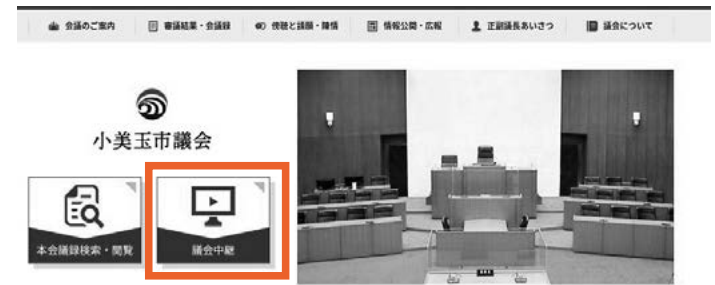 会議のご案内
審議結果・会議録
傍聴と請願・陳情
情報公開・広報
正副議長あいさつ
議会について
小美玉市議会
本会議録検索・閲覧
議会中継